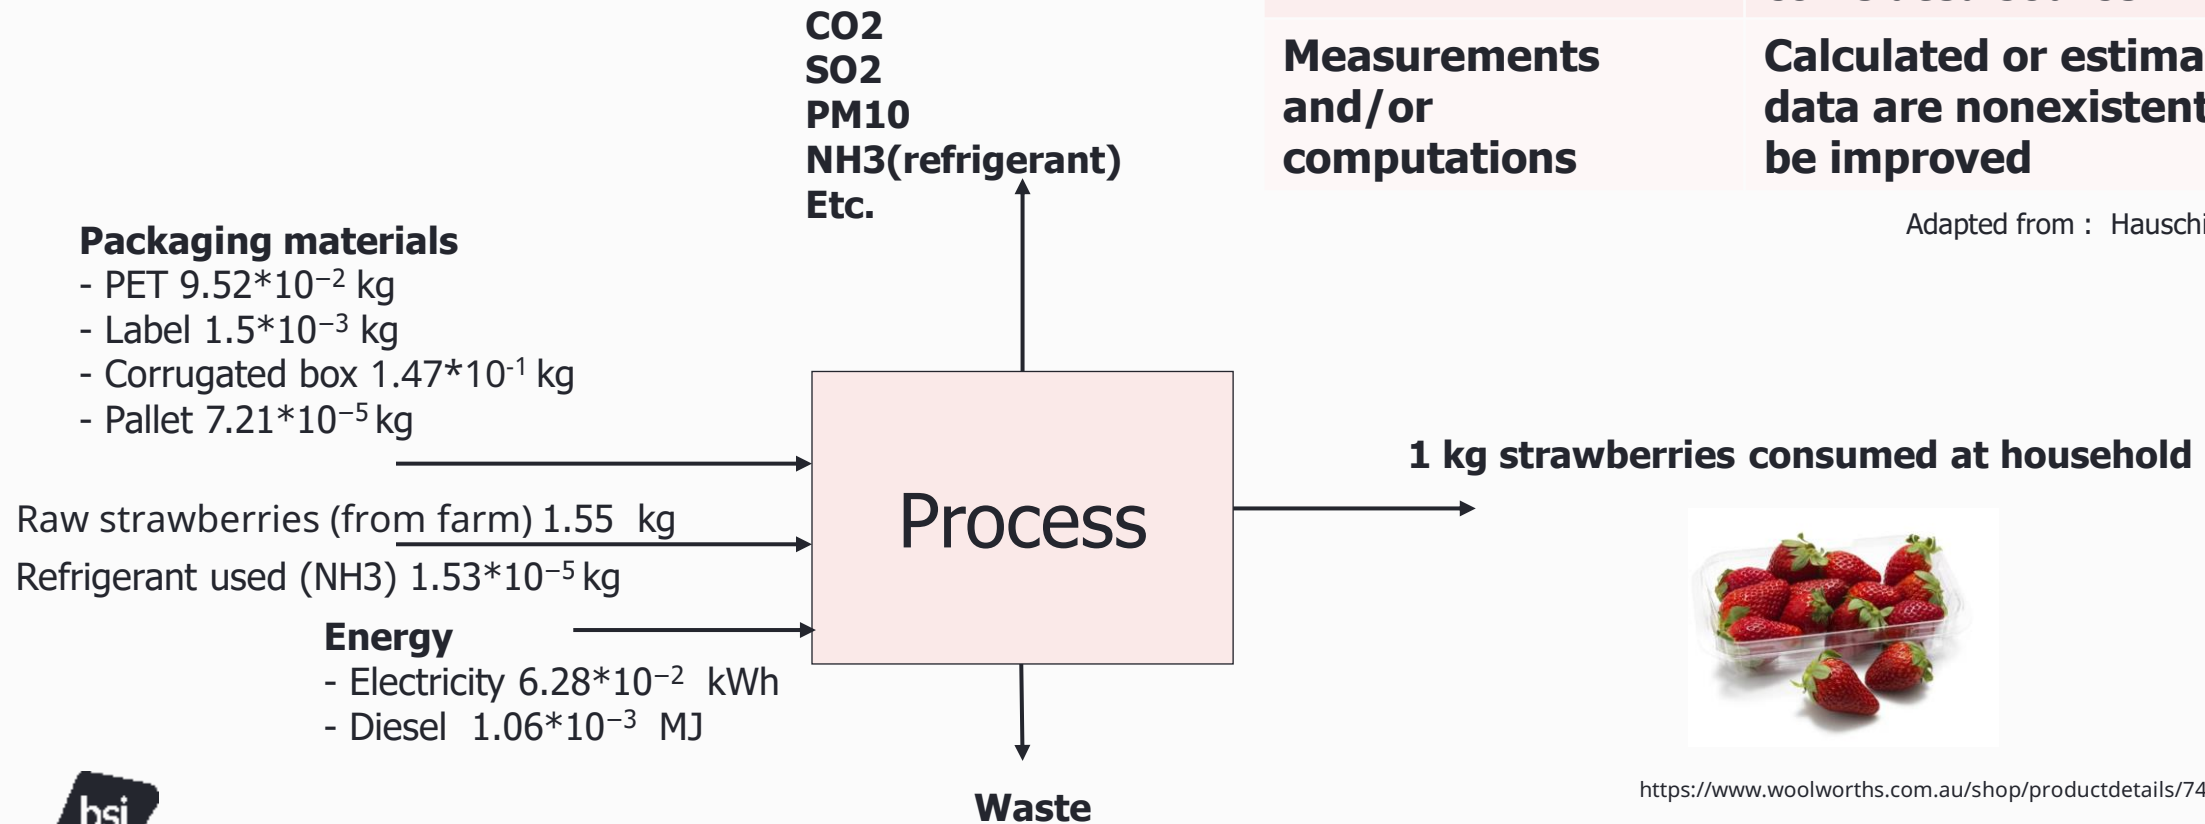 CO2
SO2
PM10
NH3(refrigerant)
Etc.
Measurements
and/or
computations
Calculated or estima
data are nonexistent
be improved
Adapted from : Hauschi
Packaging materials
- PET 9.52*10⁻² kg
- Label 1.5*10⁻³ kg
- Corrugated box 1.47*10⁻¹ kg
- Pallet 7.21*10⁻⁵ kg
Raw strawberries (from farm) 1.55 kg
Refrigerant used (NH3) 1.53*10⁻⁵ kg
Energy
- Electricity 6.28*10⁻² kWh
- Diesel 1.06*10⁻³ MJ
Process
1 kg strawberries consumed at household
Waste
https://www.woolworths.com.au/shop/productdetails/74
bsi